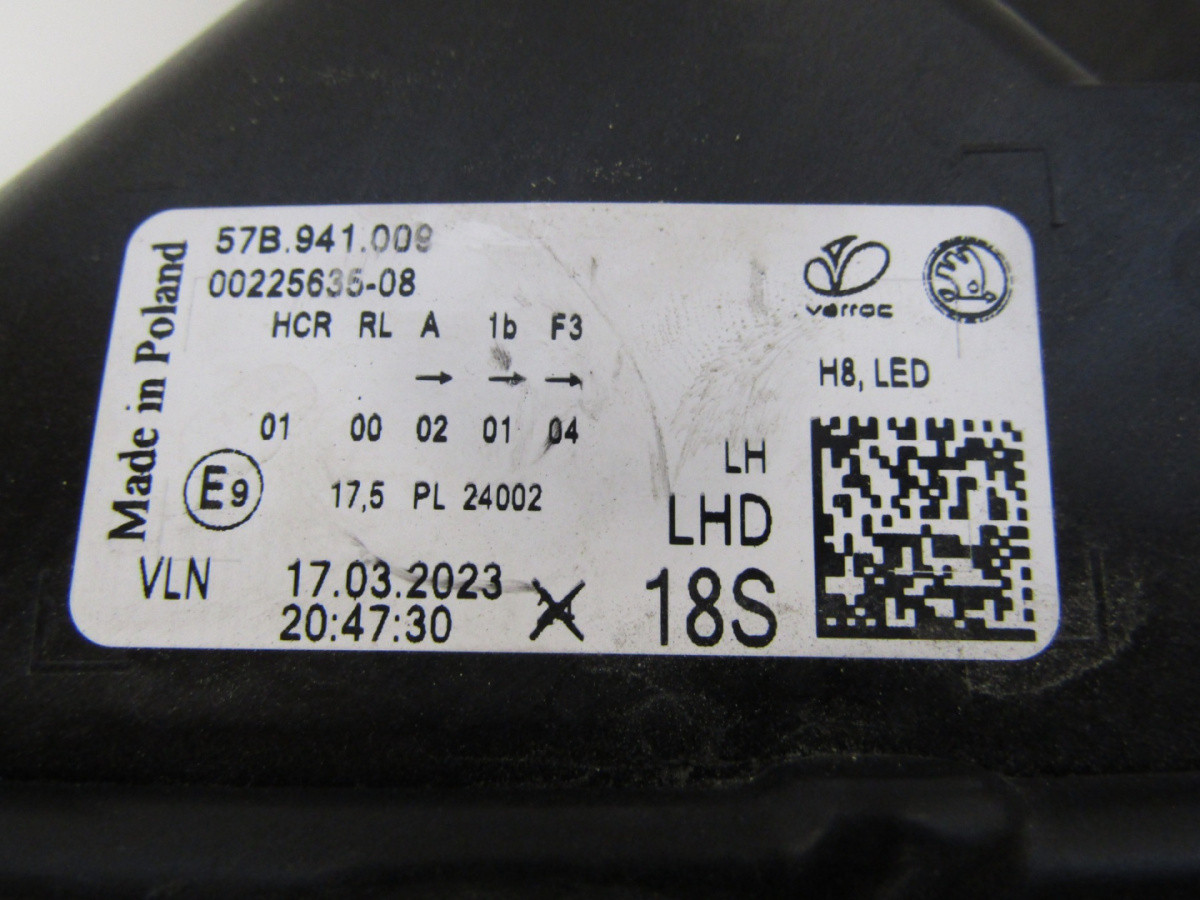 57B.941.009
00225635-08
HCR RL A 1b F3
→ → →
01 00 02 01 04
E9 17,5 PL 24002
VLN 17.03.2023
20:47:30
Made in Poland
varroc
H8, LED
LH
LHD
18S